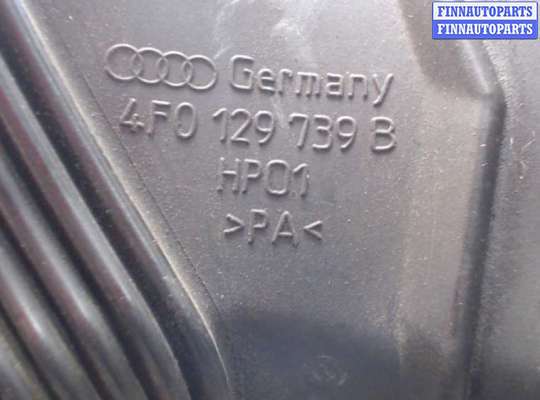 FINNAUTOPARTS
FINNAUTOPARTS
Germany
4F0 129 739 B
HP01
>PA<